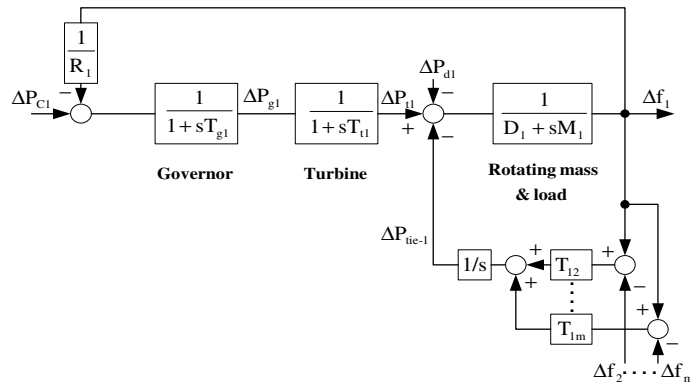 1
R1
ΔPC1
−
1
1 + sTg1
Governor
ΔPg1
1
1 + sTt1
Turbine
ΔPt1
+
ΔPd1
−
−
1
D1 + sM1
Rotating mass
& load
Δf1
ΔPtie-1
1/s
+
+
T12
T1m
+
−
+
−
Δf2 ···· Δfm